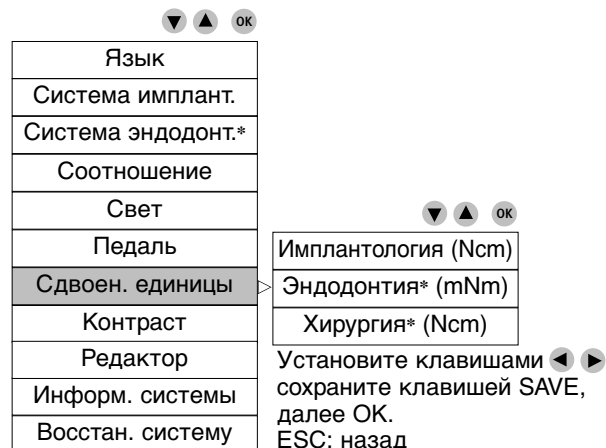 ▼ ▲ OK
Язык
Система имплант.
Система эндодонт.*
Соотношение
Свет
Педаль
Сдвоен. единицы
Контраст
Редактор
Информ. системы
Восстан. систему
▼ ▲ OK
Имплантология (Ncm)
Эндодонтия* (mNm)
Хирургия* (Ncm)
Установите клавишами ◀ ▶
сохраните клавишей SAVE,
далее OK.
ESC: назад